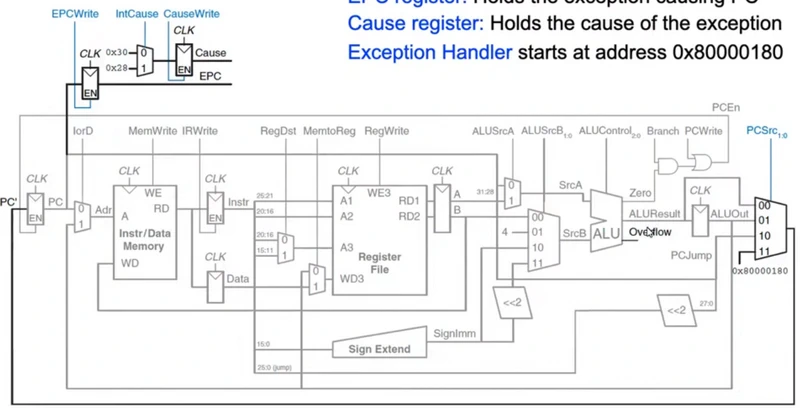 EPC register: Holds the exception causing PC
Cause register: Holds the cause of the exception
Exception Handler starts at address 0x80000180
EPCWrite IntCause CauseWrite
CLK
0x30 0 Cause
0x28 1 EN
CLK EPC
EN
PCEn
IorD MemWrite IRWrite RegDst MemtoReg RegWrite ALUSrcA ALUSrcB1:0 ALUControl2:0 Branch PCWrite PCSrc1:0
CLK CLK CLK CLK CLK CLK
PC' PC EN
0 1 Adr
WE
A RD
Instr/Data
Memory
WD
EN Instr
25:21
20:16
20:16
15:11
0 1
A1 WE3 RD1
A2 RD2
A3
Register
File
WD3
A
B
31:28
0 1 SrcA
4
00
01
10
11
SrcB
ALU
Zero
ALUResult
Overflow
ALUOut
00
01
10
11
PCJump
0x80000180
CLK
Data
0 1
<<2
<<2
27:0
SignImm
15:0 Sign Extend
25:0 (jump)